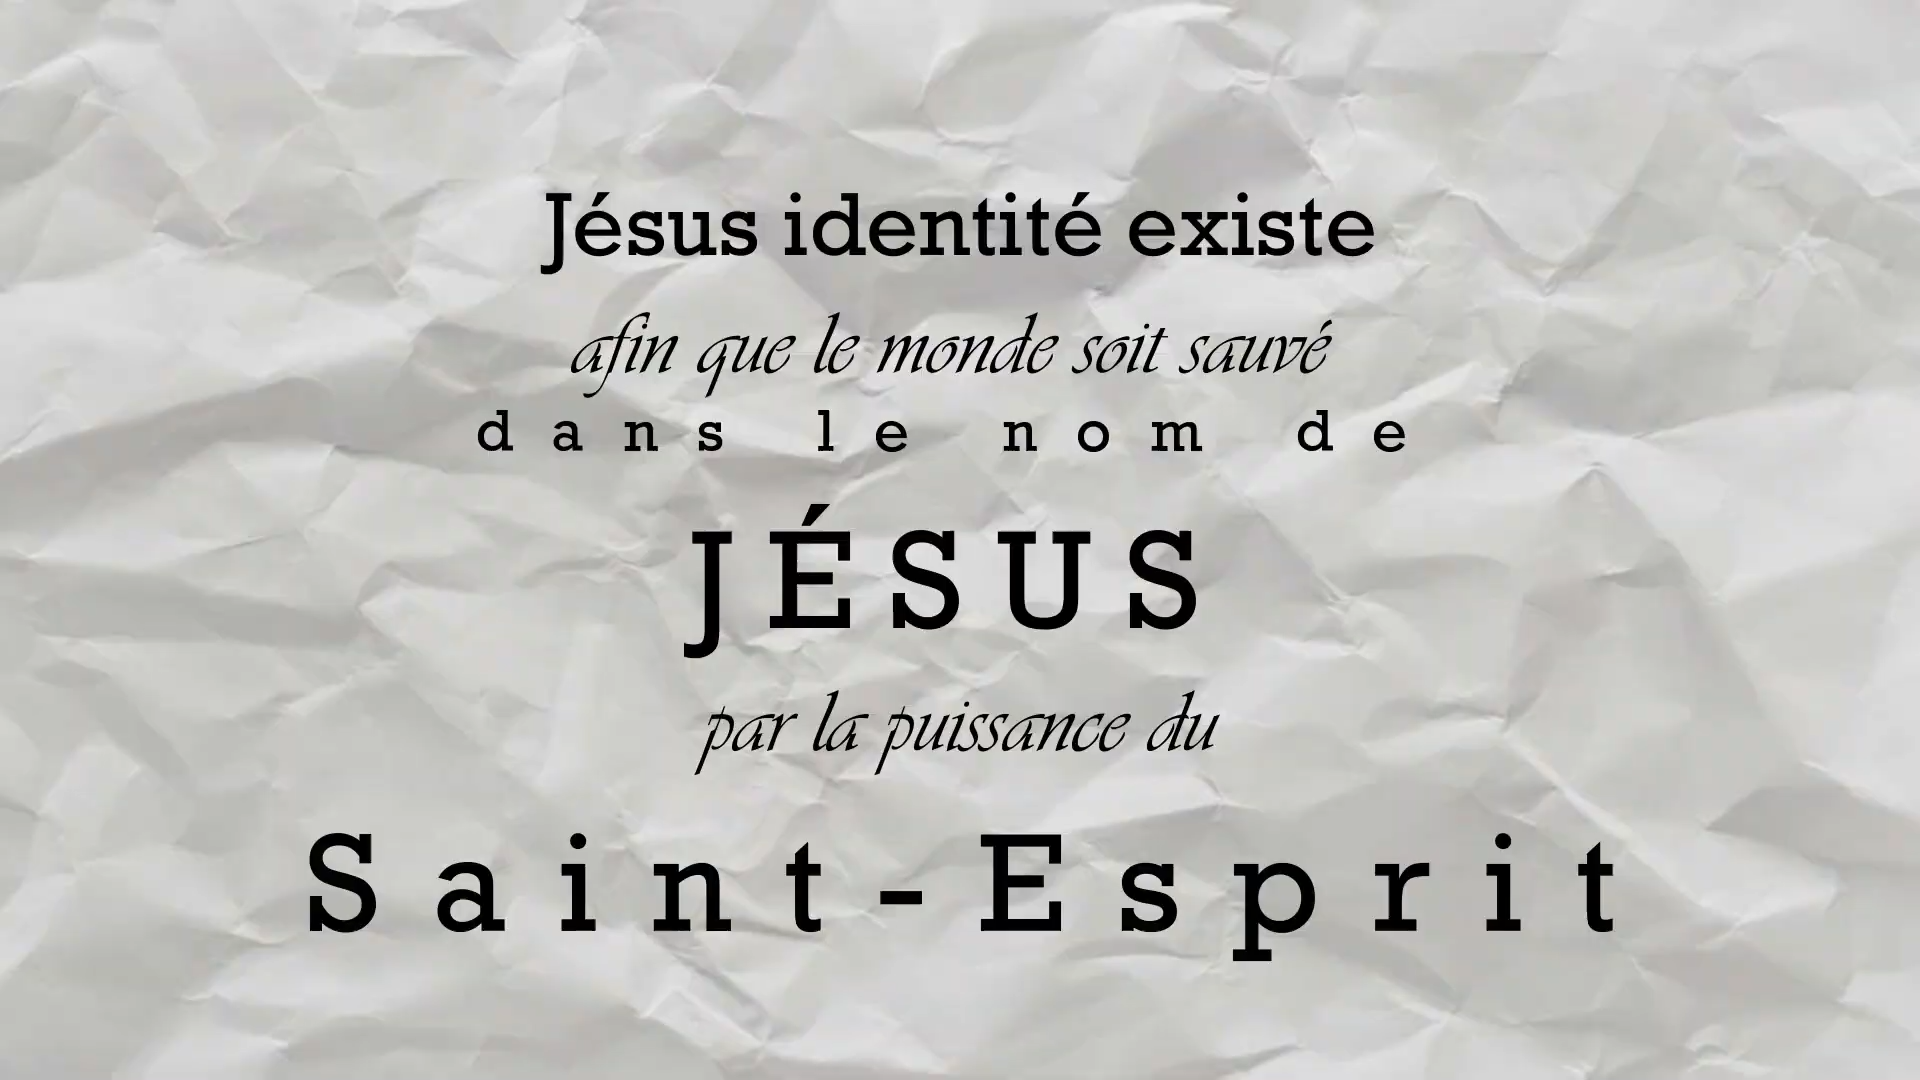 Jésus identité existe
afin que le monde soit sauvé
dans le nom de
JÉSUS
par la puissance du
Saint-Esprit